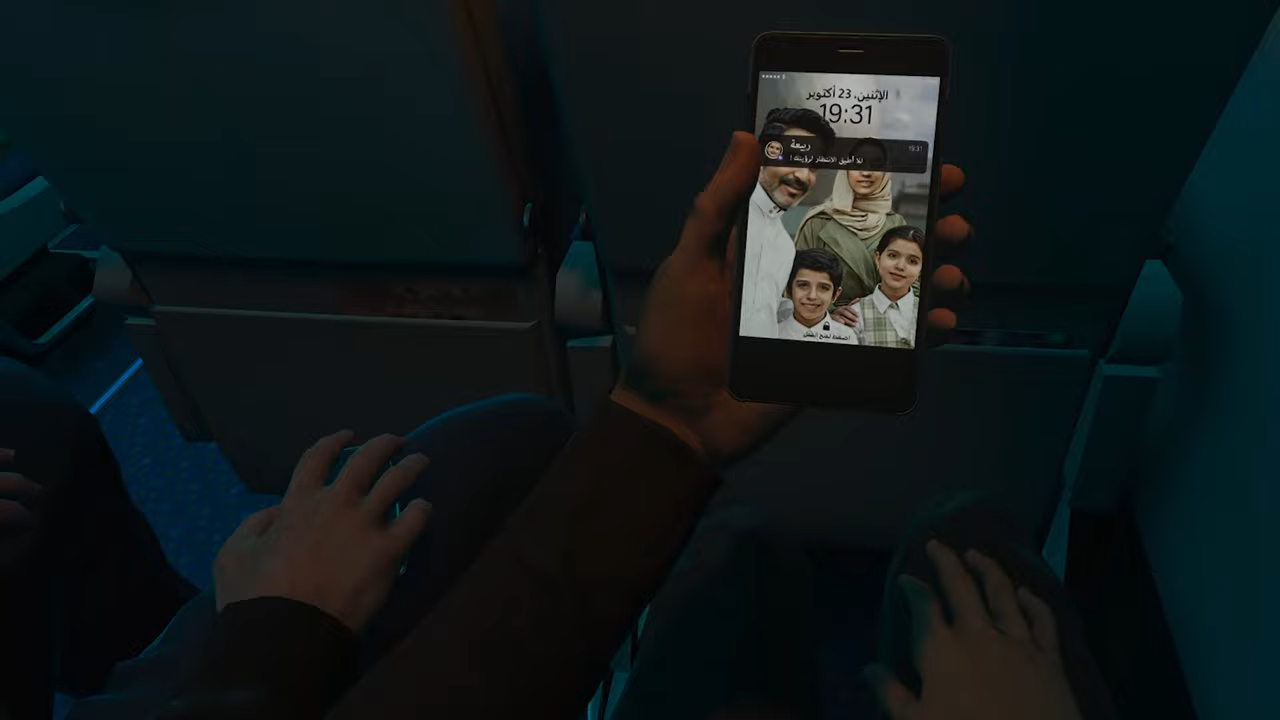 الإثنين، 23 أكتوبر
19:31
ربيعة
19:31
لا أطيق الانتظار لرؤيتك!